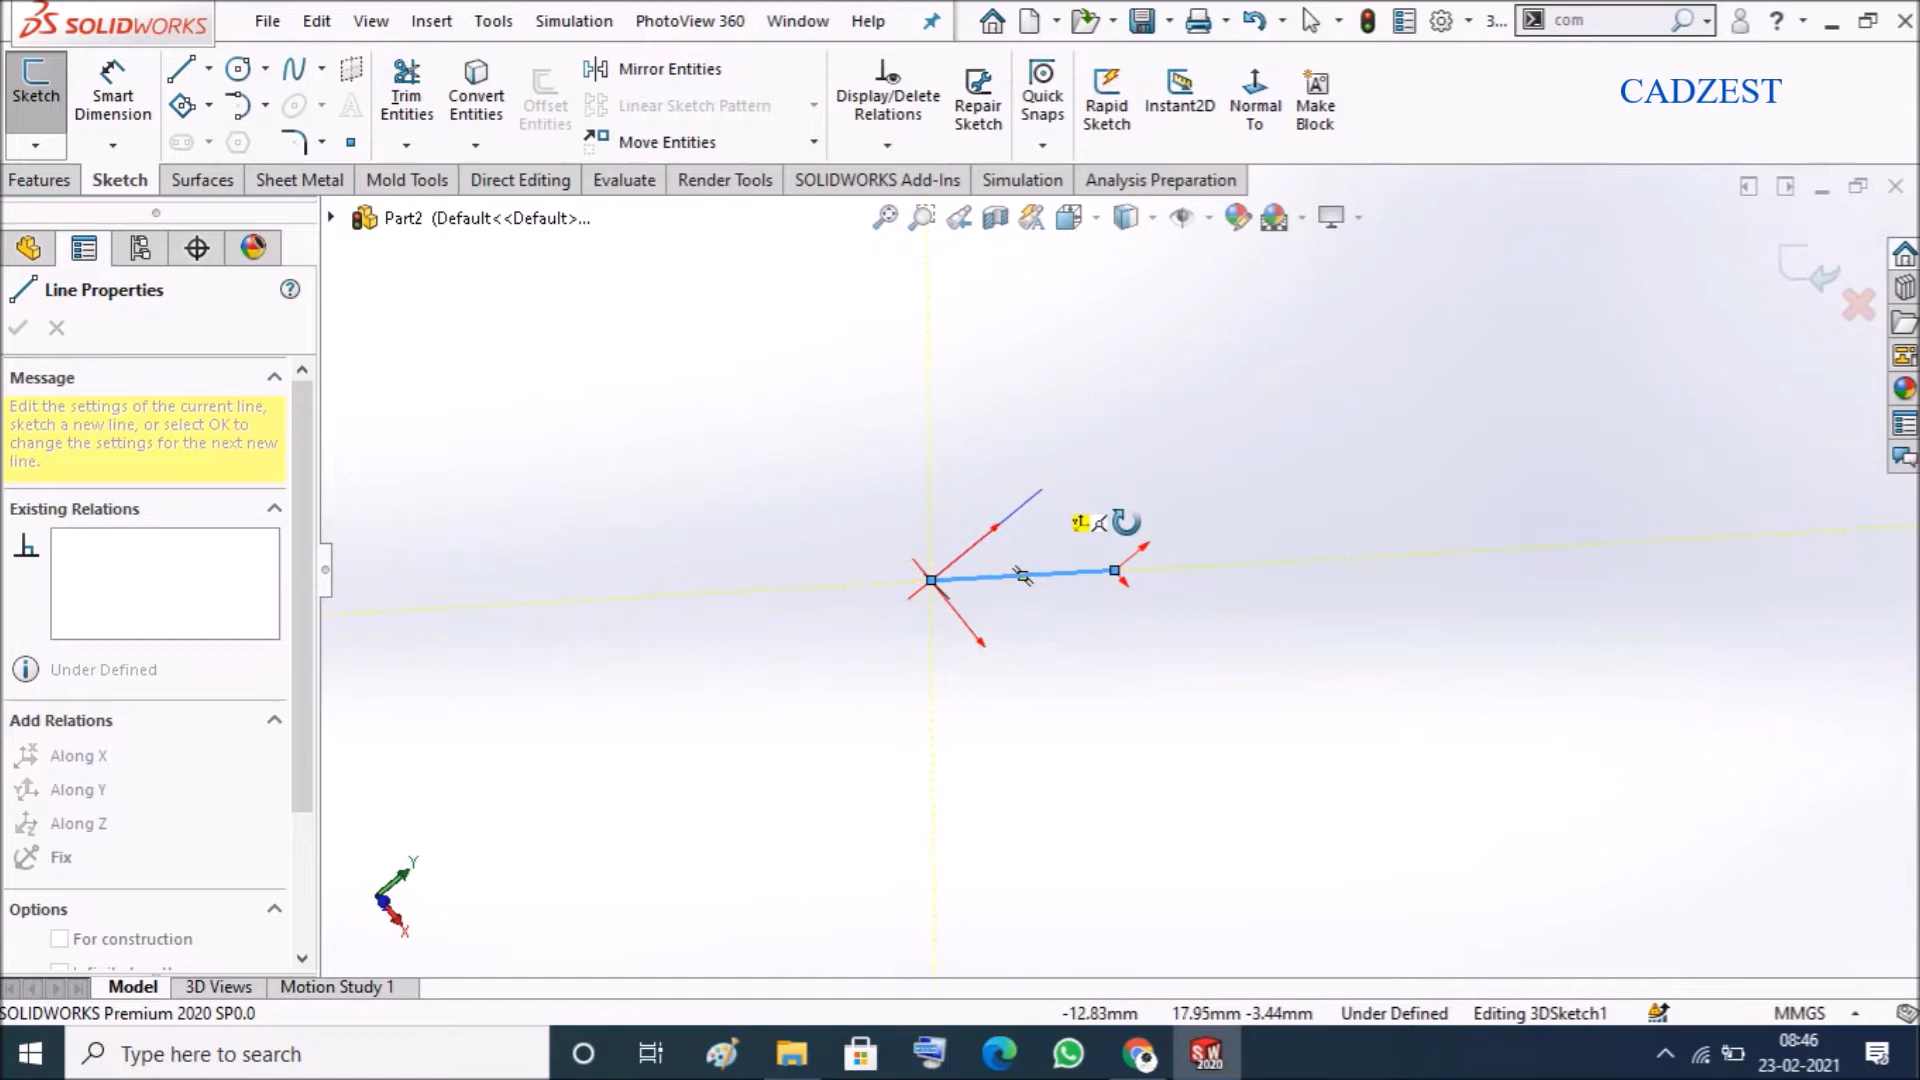 SOLIDWORKS
File Edit View Insert Tools Simulation PhotoView 360 Window Help
3...
com
Sketch
Smart Dimension
Trim Entities
Convert Entities
Offset Entities
Mirror Entities
Linear Sketch Pattern
Move Entities
Display/Delete Relations
Repair Sketch
Quick Snaps
Rapid Sketch
Instant2D
Normal To
Make Block
CADZEST
Features Sketch Surfaces Sheet Metal Mold Tools Direct Editing Evaluate Render Tools SOLIDWORKS Add-Ins Simulation Analysis Preparation
Part2 (Default<<Default>...
Line Properties
Message
Edit the settings of the current line,
sketch a new line, or select OK to
change the settings for the next new
line.
Existing Relations
Under Defined
Add Relations
Along X
Along Y
Along Z
Fix
Options
For construction
Y
X
Model 3D Views Motion Study 1
SOLIDWORKS Premium 2020 SP0.0
-12.83mm 17.95mm -3.44mm Under Defined Editing 3DSketch1 MMGS
Type here to search
SW
2020
08:46
23-02-2021